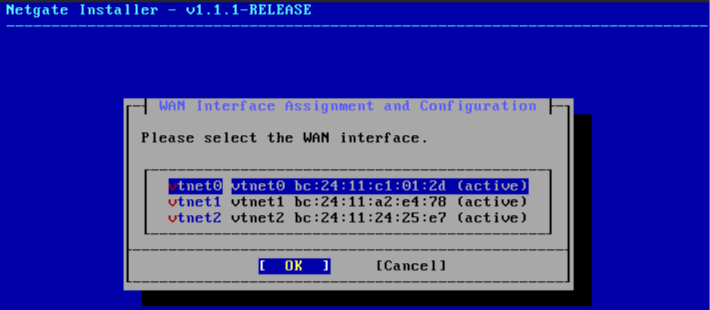 Netgate Installer - v1.1.1-RELEASE
WAN Interface Assignment and Configuration
Please select the WAN interface.
vtnet0 vtnet0 bc:24:11:c1:01:2d (active)
vtnet1 vtnet1 bc:24:11:a2:e4:78 (active)
vtnet2 vtnet2 bc:24:11:24:25:e7 (active)
[ OK ] [Cancel]